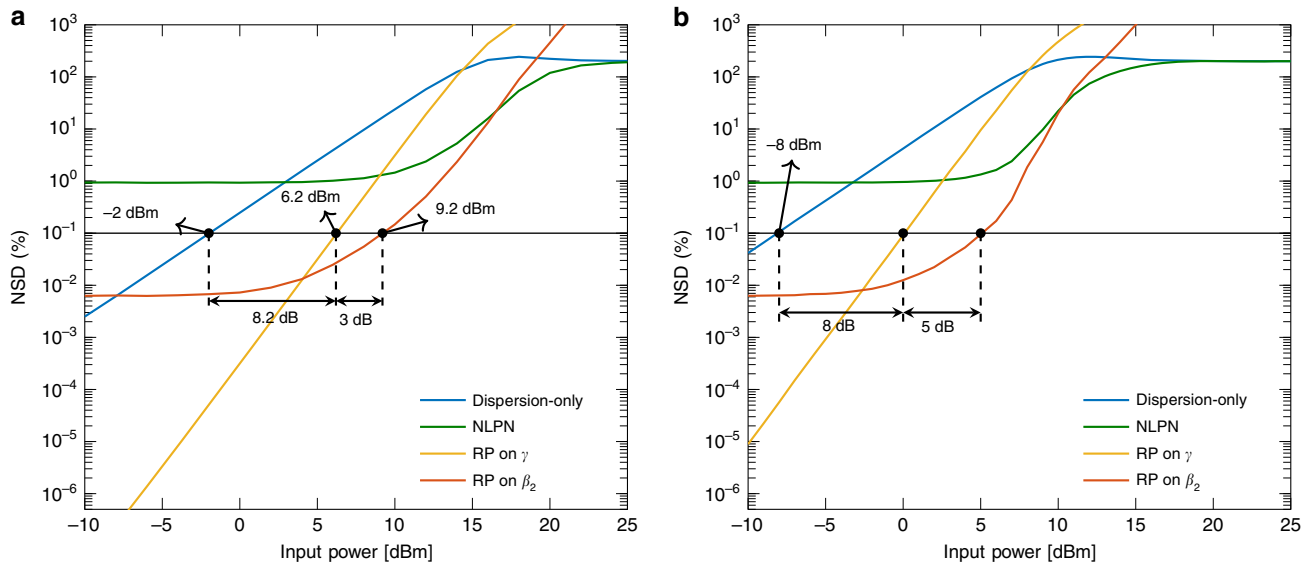 a
NSD (%)
10^3
10^2
10^1
10^0
10^−1
10^−2
10^−3
10^−4
10^−5
10^−6
−2 dBm
6.2 dBm
9.2 dBm
8.2 dB
3 dB
Dispersion-only
NLPN
RP on γ
RP on β_2
−10 −5 0 5 10 15 20 25
Input power [dBm]
b
NSD (%)
10^3
10^2
10^1
10^0
10^−1
10^−2
10^−3
10^−4
10^−5
10^−6
−8 dBm
8 dB
5 dB
Dispersion-only
NLPN
RP on γ
RP on β_2
−10 −5 0 5 10 15 20 25
Input power [dBm]